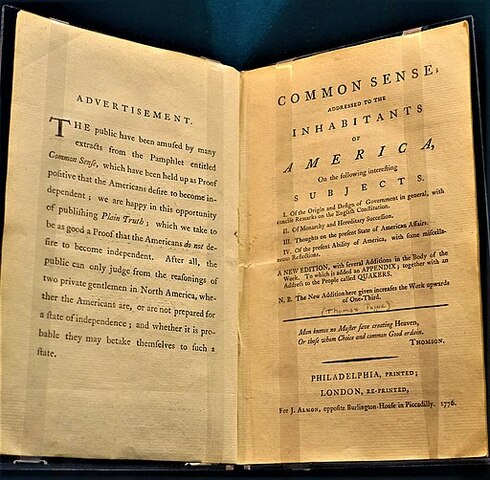 ADVERTISEMENT.
THE public have been amused by many
extracts from the Pamphlet entitled
Common Sense, which have been held up as Proof
positive that the Americans desire to become in-
dependent; we are happy in this opportunity
of publishing Plain Truth; which we take to
be as good a Proof that the Americans do not de-
sire to become independent. After all, the
public can only judge from the reasonings of
two private gentlemen in North America, whe-
ther the Americans are, or are not prepared for
a state of independence; and whether it is pro-
bable they may betake themselves to such a
state.
COMMON SENSE;
ADDRESSED TO THE
INHABITANTS
OF
AMERICA,
On the following interesting
SUBJECTS.
I. Of the Origin and Design of Government in general, with
concise Remarks on the English Constitution.
II. Of Monarchy and Hereditary Succession.
III. Thoughts on the present State of American Affairs.
IV. Of the present Ability of America, with some miscella-
neous Reflections.
A NEW EDITION, with several Additions in the Body of the
Work. To which is added an APPENDIX; together with an
Address to the People called QUAKERS.
N. B. The New Addition here given increases the Work upwards
of One-Third.
(Thomas Paine)
Man knows no Master save creating Heaven,
Or those whom Choice and common Good ordain.
THOMSON.
PHILADELPHIA, PRINTED;
LONDON, RE-PRINTED,
For J. ALMON, opposite Burlington-House in Piccadilly. 1776.